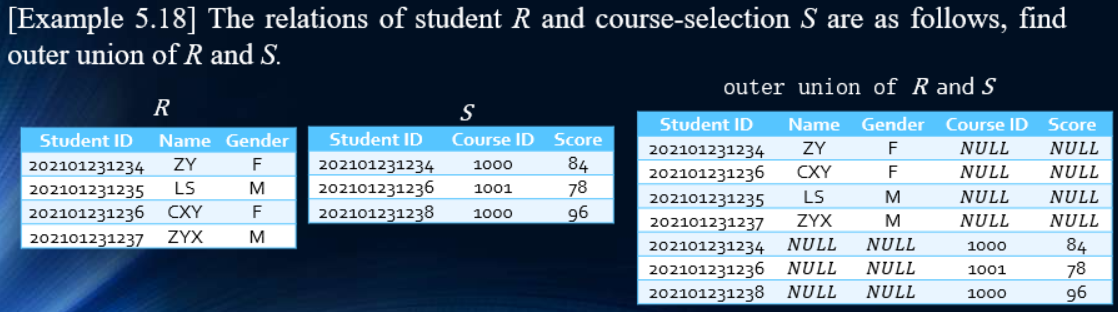 [Example 5.18] The relations of student R and course-selection S are as follows, find
outer union of R and S.
R
Student ID Name Gender
202101231234 ZY F
202101231235 LS M
202101231236 CXY F
202101231237 ZYX M
S
Student ID Course ID Score
202101231234 1000 84
202101231236 1001 78
202101231238 1000 96
outer union of R and S
Student ID Name Gender Course ID Score
202101231234 ZY F NULL NULL
202101231236 CXY F NULL NULL
202101231235 LS M NULL NULL
202101231237 ZYX M NULL NULL
202101231234 NULL NULL 1000 84
202101231236 NULL NULL 1001 78
202101231238 NULL NULL 1000 96